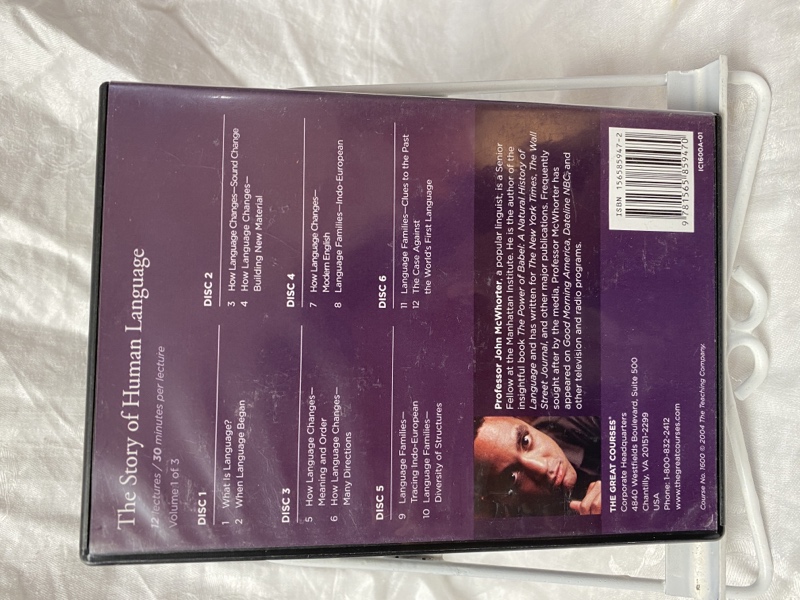 The Story of Human Language
12 lectures / 30 minutes per lecture
Volume 1 of 3
DISC 1
1 What Is Language?
2 When Language Began
DISC 2
3 How Language Changes—Sound Change
4 How Language Changes—
Building New Material
DISC 3
5 How Language Changes—
Meaning and Order
6 How Language Changes—
Many Directions
DISC 4
7 How Language Changes—
Modern English
8 Language Families—Indo-European
DISC 5
9 Language Families—
Tracing Indo-European
10 Language Families—
Diversity of Structures
DISC 6
11 Language Families—Clues to the Past
12 The Case Against
the World's First Language
Professor John McWhorter, a popular linguist, is a Senior
Fellow at the Manhattan Institute. He is the author of the
insightful book The Power of Babel: A Natural History of
Language and has written for The New York Times, The Wall
Street Journal, and other major publications. Frequently
sought after by the media, Professor McWhorter has
appeared on Good Morning America, Dateline NBC, and
other television and radio programs.
THE GREAT COURSES®
Corporate Headquarters
4840 Westfields Boulevard, Suite 500
Chantilly, VA 20151-2299
USA
Phone: 1-800-832-2412
www.thegreatcourses.com
Course No. 1600 © 2004 The Teaching Company.
ISBN 156585947-2
9 781565 859470
IC1600A-01